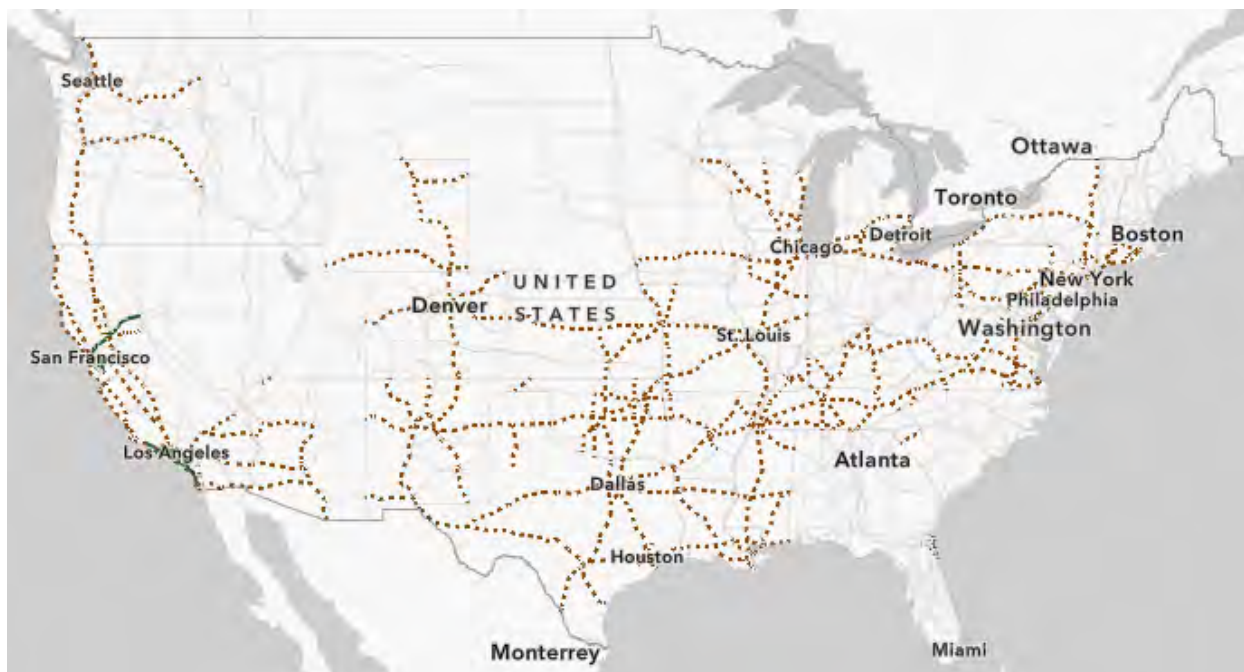 Seattle
Ottawa
Toronto
Boston
Detroit
Chicago
New York
UNITED
STATES
Denver
Philadelphia
Washington
St. Louis
San Francisco
Los Angeles
Atlanta
Dallas
Houston
Monterrey
Miami